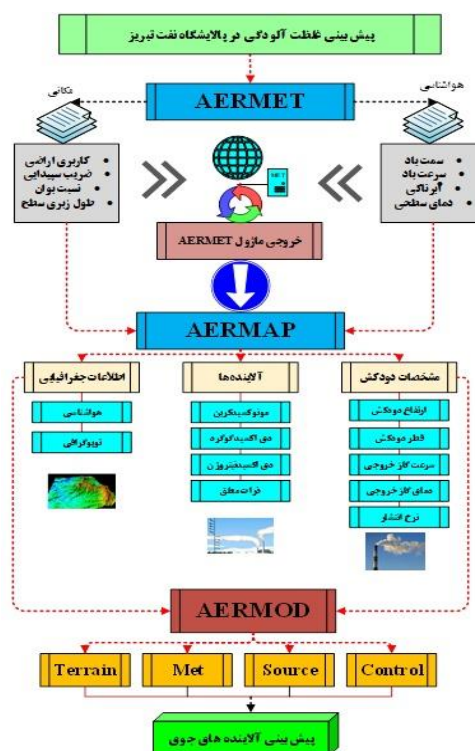 پیش بینی غلظت آلودگی در پالایشگاه نفت تبریز
هواشناسی
مکانی
AERMET
سمت باد
سرعت باد
ابرناکی
دمای سطحی
کاربری اراضی
ضریب سپیدایی
نسبت بوان
طول زبری سطح
MET
خروجی ماژول AERMET
AERMAP
مشخصات دودکش
ارتفاع دودکش
قطر دودکش
سرعت گاز خروجی
دمای گاز خروجی
نرخ انتشار
آلاینده‌ها
مونوکسیدکربن
دی اکسیدگوگرد
دی اکسیدنیتروژن
ذرات معلق
اطلاعات جغرافیایی
هواشناسی
توپوگرافی
AERMOD
Terrain
Met
Source
Control
پیش بینی آلاینده های جوی